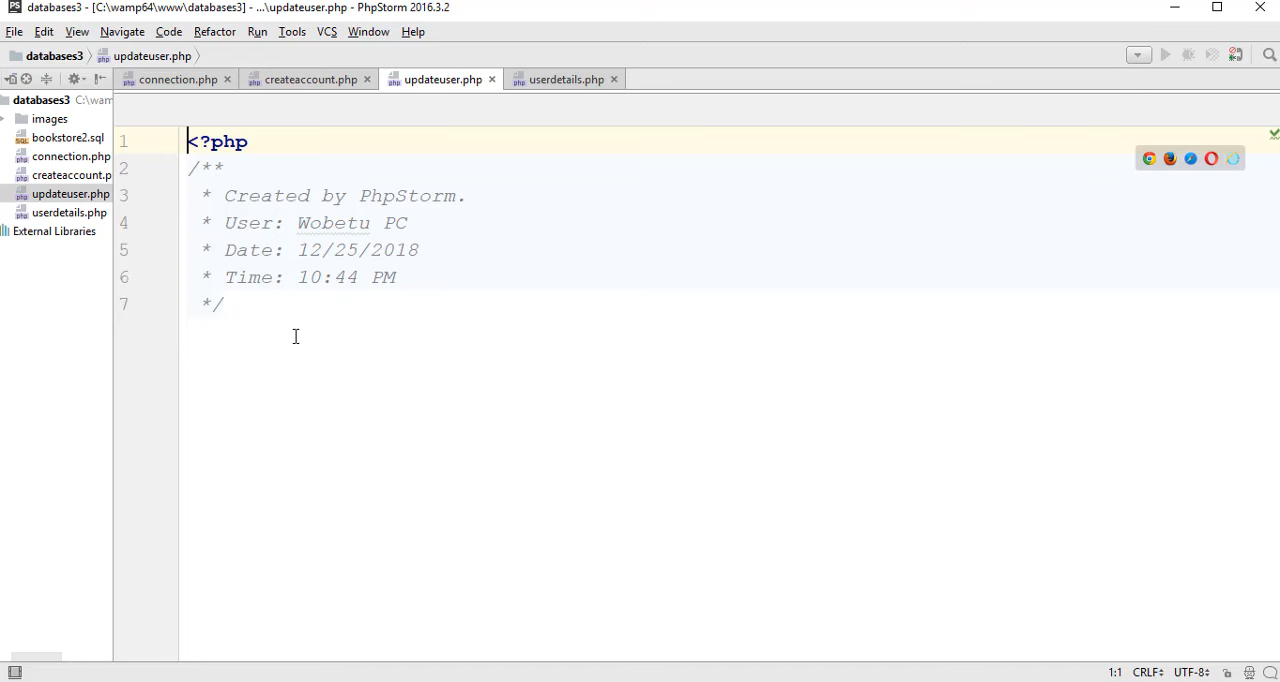 databases3 - [C:\wamp64\www\databases3] - ...\updateuser.php - PhpStorm 2016.3.2
File Edit View Navigate Code Refactor Run Tools VCS Window Help
databases3 updateuser.php
connection.php createaccount.php updateuser.php userdetails.php
databases3 C:\wam
images
bookstore2.sql
connection.php
createaccount.p
updateuser.php
userdetails.php
External Libraries
1 <?php
2 /**
3 * Created by PhpStorm.
4 * User: Wobetu PC
5 * Date: 12/25/2018
6 * Time: 10:44 PM
7 */
1:1 CRLF UTF-8